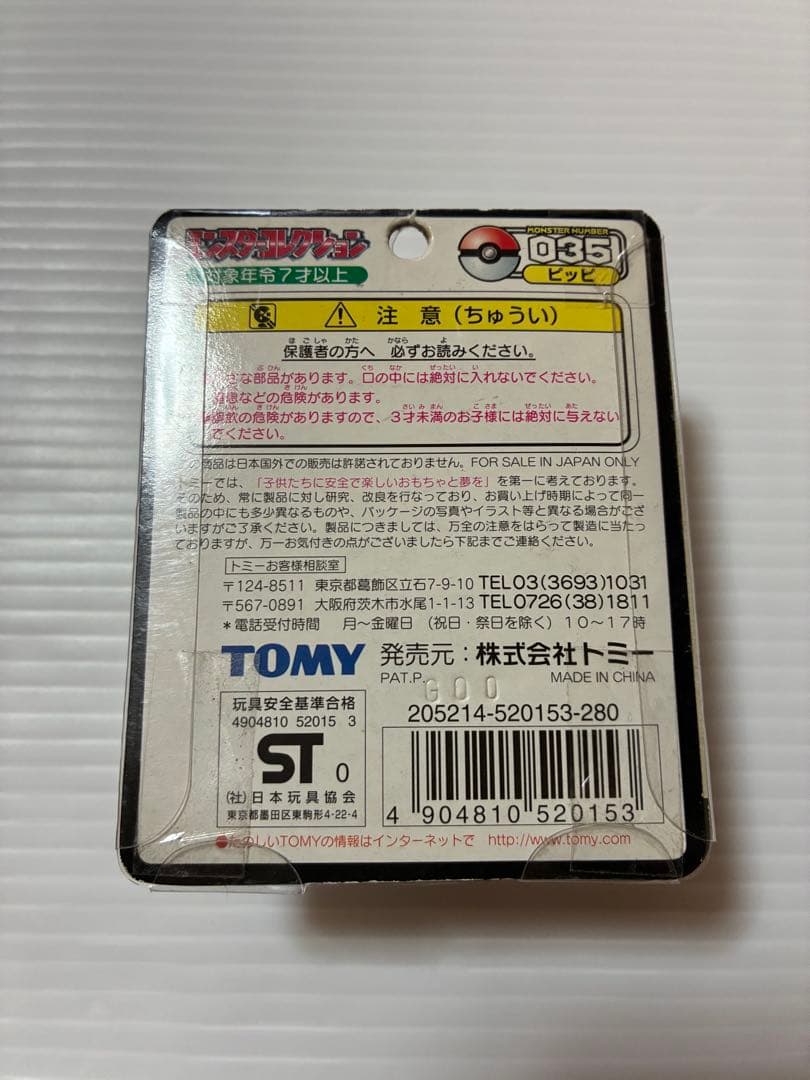 モンスターコレクション
対象年令7才以上
MONSTER NUMBER
035
ピッピ
注意(ちゅうい)
保護者の方へ 必ずお読みください。
さな部品があります。口の中には絶対に入れないでください。
窒息などの危険があります。
誤飲の危険がありますので、3才未満のお子様には絶対に与えない
でください。
この商品は日本国外での販売は許諾されておりません。FOR SALE IN JAPAN ONLY
トミーでは、「子供たちに安全で楽しいおもちゃと夢を」を第一に考えております。
そのため、常に製品に対し研究、改良を行なっており、お買い上げ時期によって同一
製品の中にも多少異なるものや、パッケージの写真やイラスト等と異なる場合がござ
いますがご了承ください。製品につきましては、万全の注意をはらって製造に当たっ
ておりますが、万一お気付きの点がございましたら下記までご連絡ください。
トミーお客様相談室
〒124-8511 東京都葛飾区立石7-9-10 TEL03(3693)1031
〒567-0891 大阪府茨木市水尾1-1-13 TEL0726(38)1811
*電話受付時間 月〜金曜日 (祝日・祭日を除く) 10〜17時
TOMY 発売元:株式会社トミー
PAT.P. G00 MADE IN CHINA
玩具安全基準合格
4904810 52015 3
ST 0
(社)日本玩具協会
東京都墨田区東駒形4-22-4
205214-520153-280
4 904810 520153
●たのしいTOMYの情報はインターネットで http://www.tomy.com